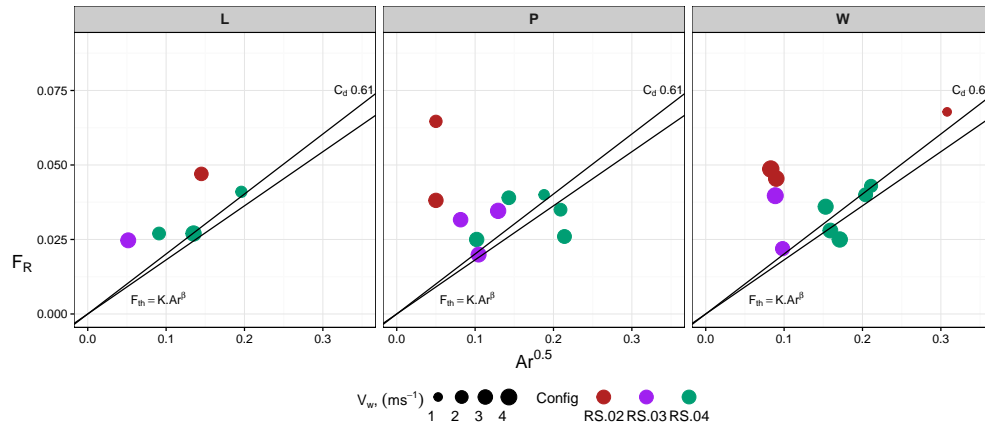 L P W
0.075
0.050
0.025
0.000
F_R
C_d 0.61
C_d 0.61
C_d 0.6
F_th = K.Ar^β
F_th = K.Ar^β
F_th = K.Ar^β
0.0 0.1 0.2 0.3
0.0 0.1 0.2 0.3
0.0 0.1 0.2 0.3
Ar^0.5
V_w, (ms^−1) 1 2 3 4
Config RS.02 RS.03 RS.04